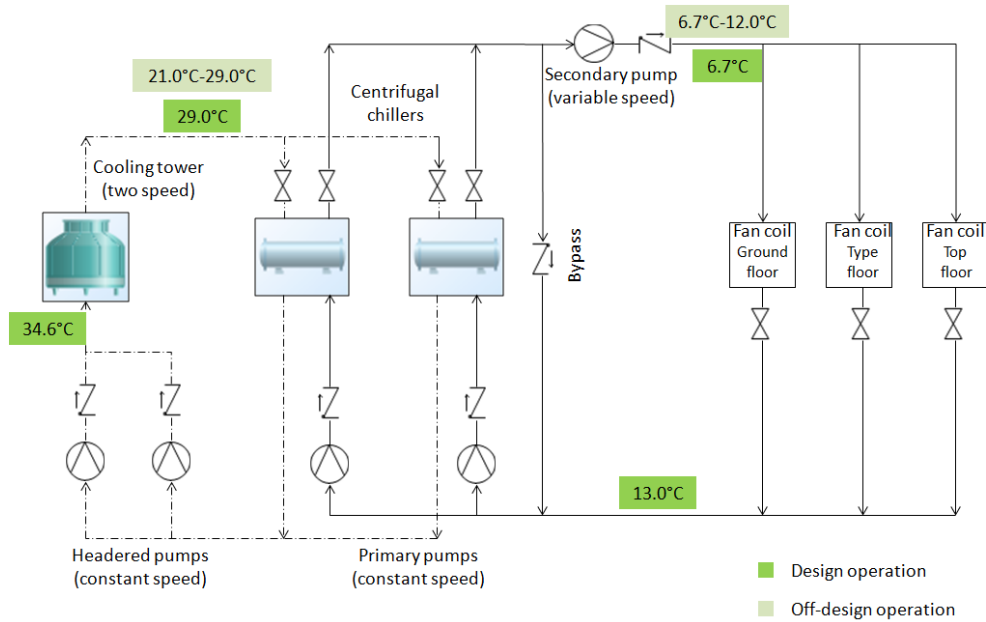 6.7°C-12.0°C
6.7°C
21.0°C-29.0°C
29.0°C
Centrifugal
chillers
Secondary pump
(variable speed)
Cooling tower
(two speed)
Bypass
Fan coil
Ground
floor
Fan coil
Type
floor
Fan coil
Top
floor
34.6°C
13.0°C
Headered pumps
(constant speed)
Primary pumps
(constant speed)
Design operation
Off-design operation